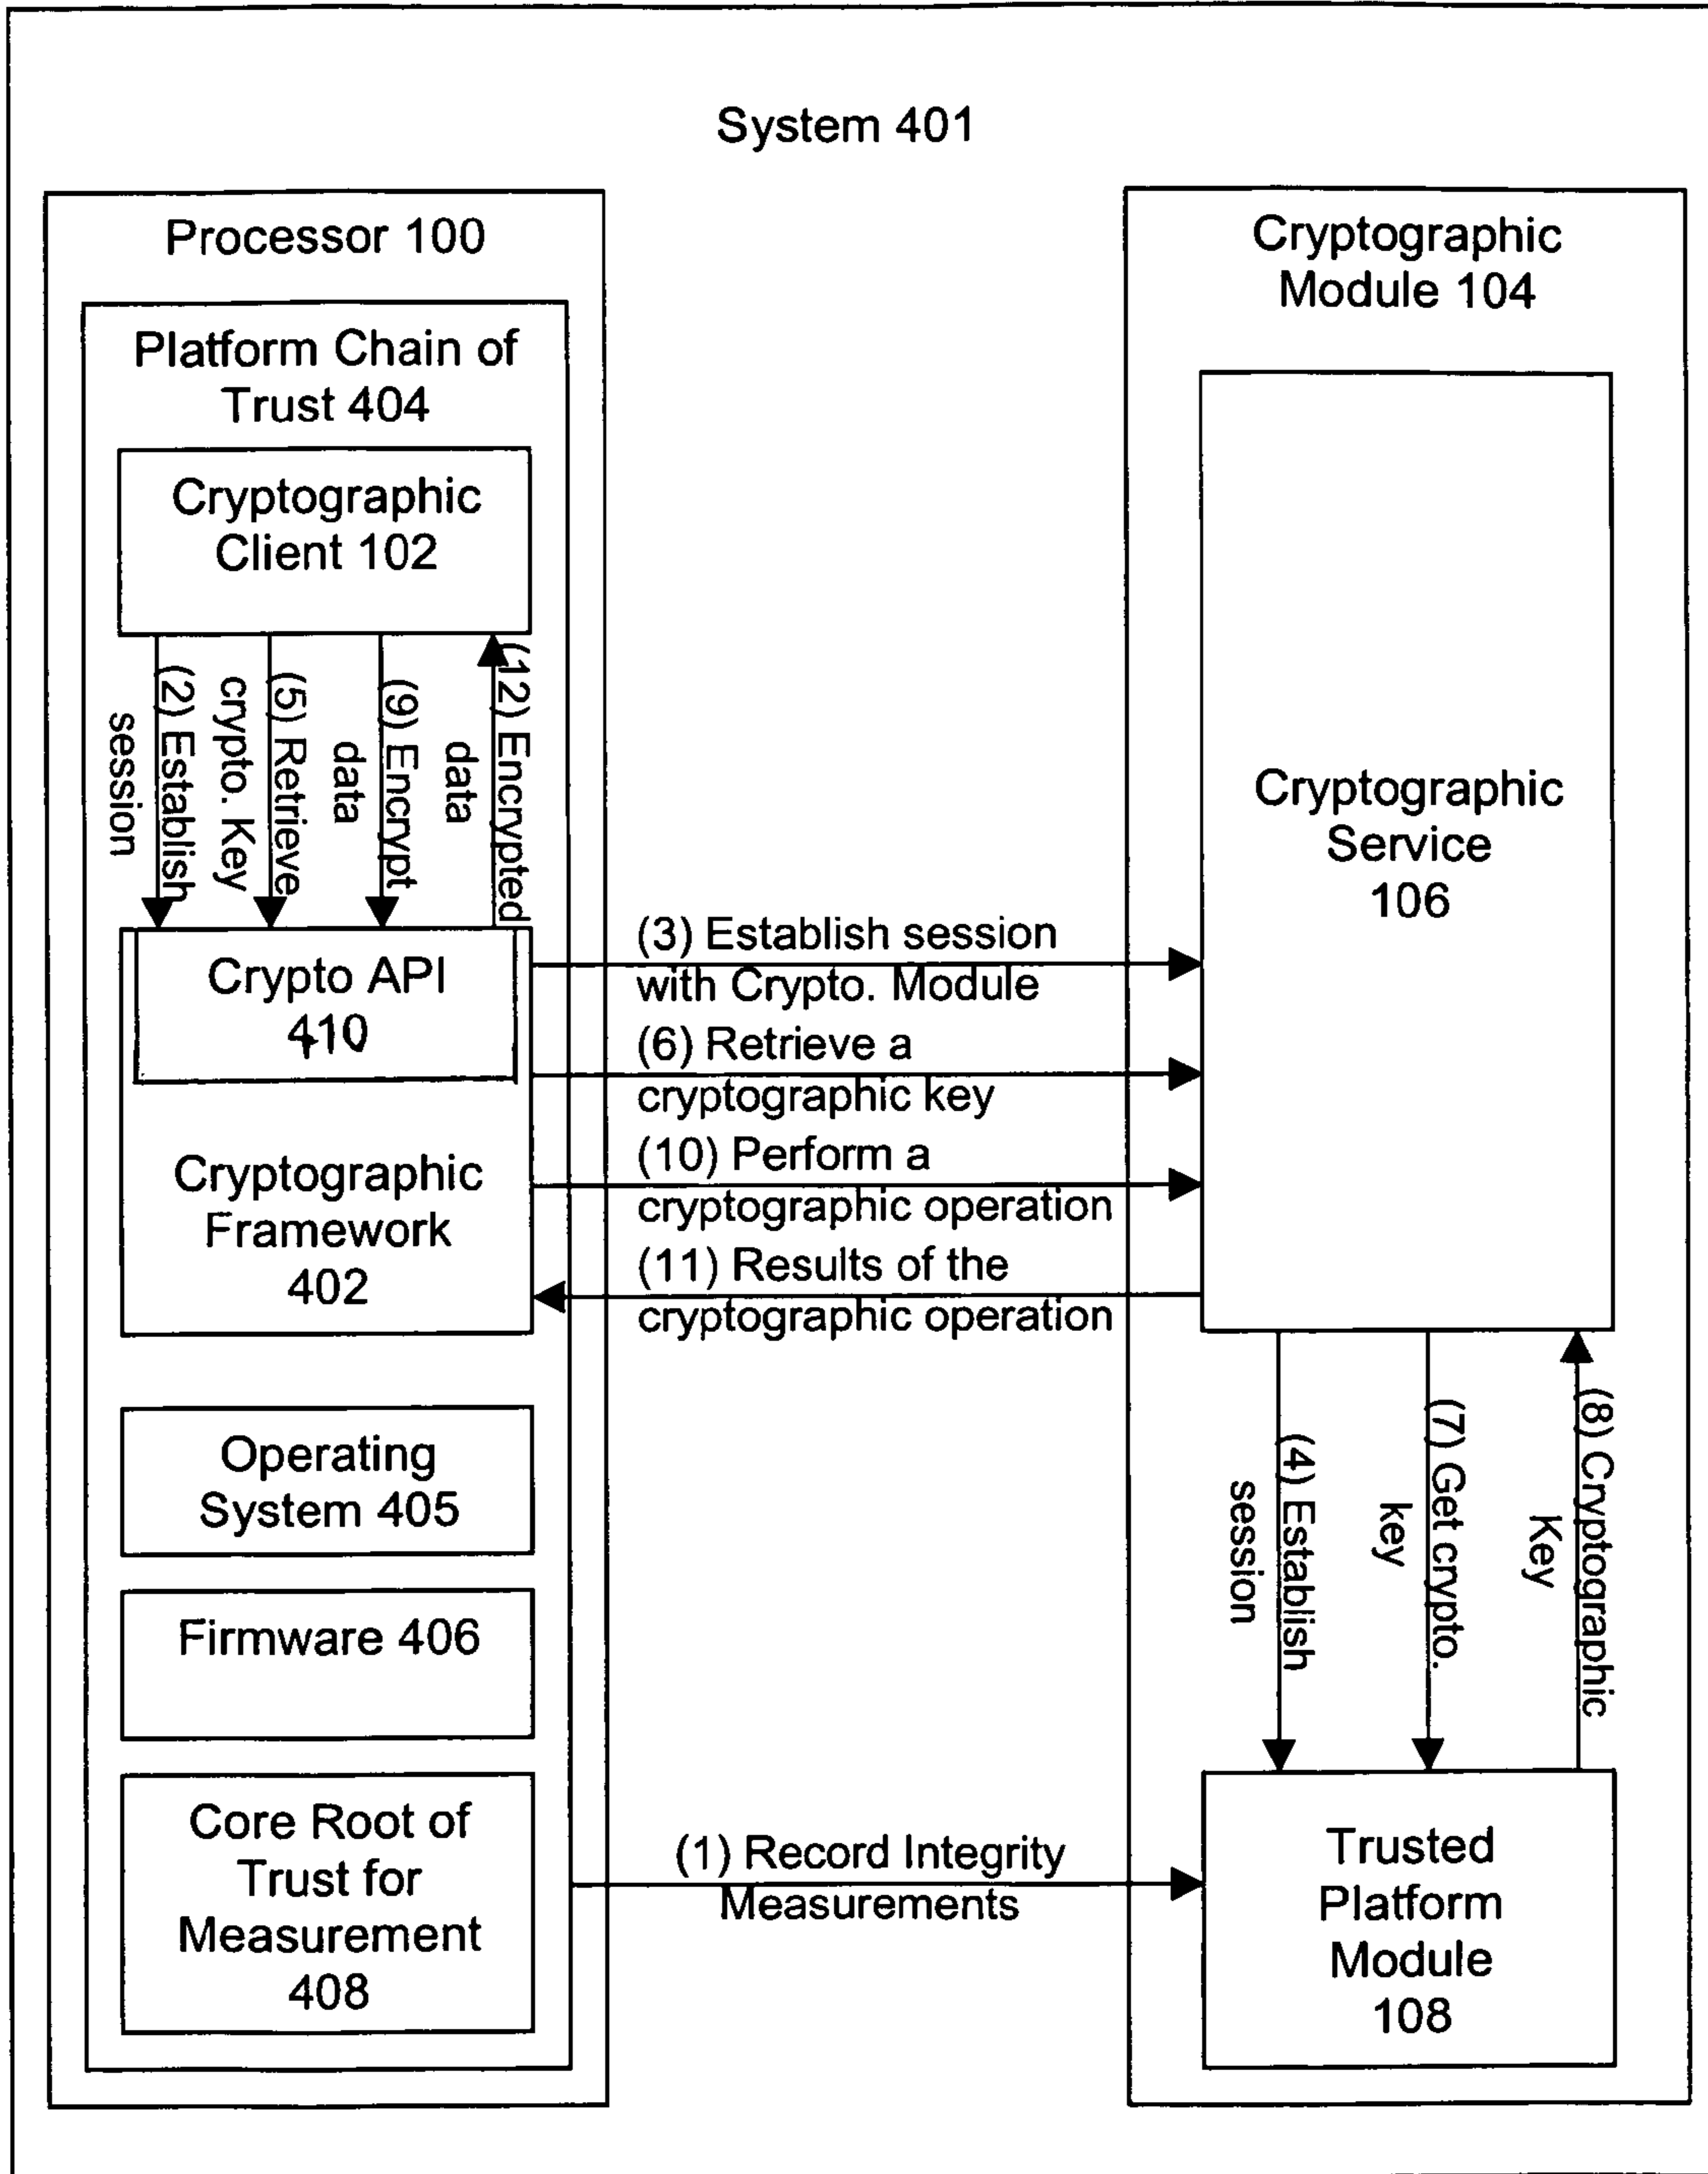 System 401
Processor 100
Platform Chain of
Trust 404
Cryptographic
Client 102
(2) Establish
session
(5) Retrieve
crypto. Key
(9) Encrypt
data
(12) Encrypted
data
Crypto API
410
Cryptographic
Framework
402
Operating
System 405
Firmware 406
Core Root of
Trust for
Measurement
408
(3) Establish session
with Crypto. Module
(6) Retrieve a
cryptographic key
(10) Perform a
cryptographic operation
(11) Results of the
cryptographic operation
(1) Record Integrity
Measurements
Cryptographic
Module 104
Cryptographic
Service
106
(4) Establish
session
(7) Get crypto.
key
(8) Cryptographic
Key
Trusted
Platform
Module
108